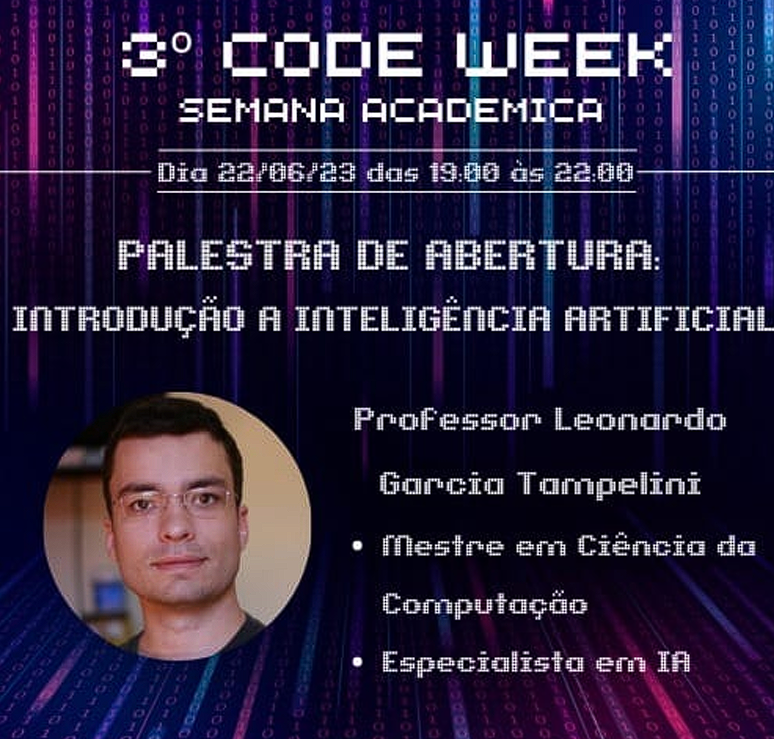 3º CODE WEEK
SEMANA ACADEMICA
Dia 22/06/23 das 19:00 às 22:00
PALESTRA DE ABERTURA:
INTRODUÇÃO A INTELIGÊNCIA ARTIFICIAL
Professor Leonardo
Garcia Tampelini
• Mestre em Ciência da
Computação
• Especialista em IA